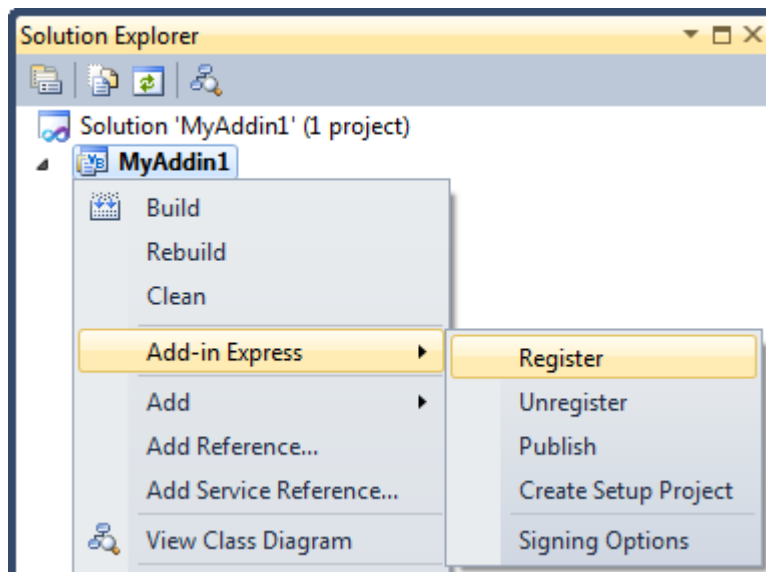 Solution Explorer
Solution 'MyAddin1' (1 project)
VB MyAddin1
Build
Rebuild
Clean
Add-in Express
Register
Add
Unregister
Add Reference...
Publish
Add Service Reference...
Create Setup Project
View Class Diagram
Signing Options